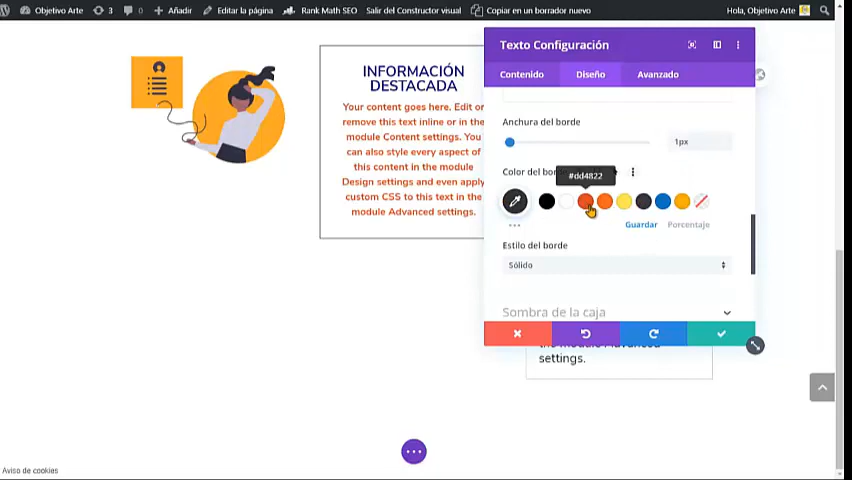 Objetivo Arte
3
0
Añadir
Editar la página
Rank Math SEO
Salir del Constructor visual
Copiar en un borrador nuevo
Hola, Objetivo Arte
Texto Configuración
Contenido
Diseño
Avanzado
INFORMACIÓN
DESTACADA
Your content goes here. Edit or
remove this text inline or in the
module Content settings. You
can also style every aspect of
this content in the module
Design settings and even apply
custom CSS to this text in the
module Advanced settings.
Anchura del borde
1px
Color del bor
#dd4822
Guardar
Porcentaje
Estilo del borde
Sólido
Sombra de la caja
the module Advanced
settings.
Aviso de cookies